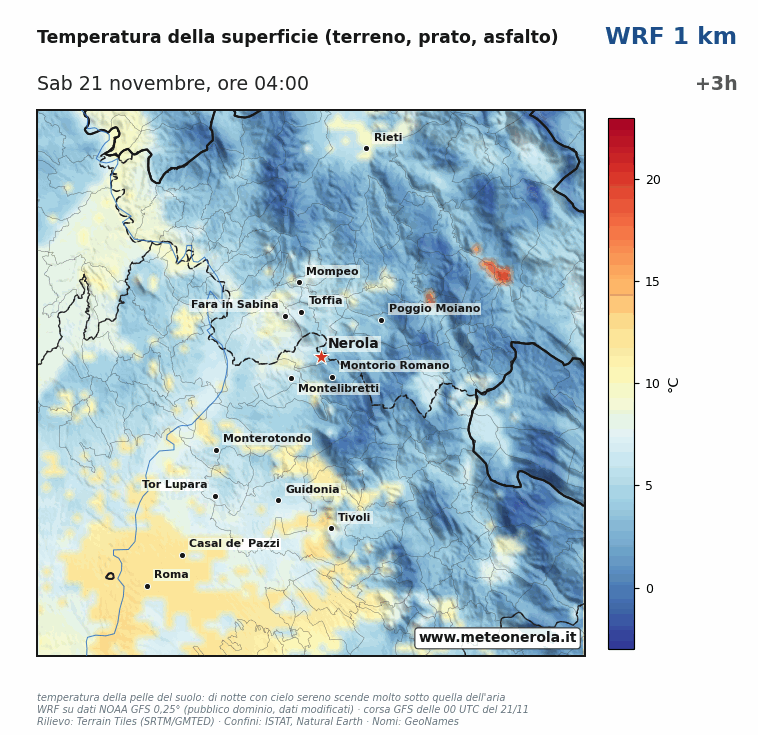 Temperatura della superficie (terreno, prato, asfalto)
WRF 1 km
Sab 21 novembre, ore 04:00
+3h
Rieti
20
Mompeo
Fara in Sabina
Toffia
Poggio Moiano
15
Nerola
Montorio Romano
10
°C
Montelibretti
Monterotondo
Tor Lupara
Guidonia
5
Tivoli
Casal de' Pazzi
Roma
0
www.meteonerola.it
temperatura della pelle del suolo: di notte con cielo sereno scende molto sotto quella dell'aria
WRF su dati NOAA GFS 0,25° (pubblico dominio, dati modificati) · corsa GFS delle 00 UTC del 21/11
Rilievo: Terrain Tiles (SRTM/GMTED) · Confini: ISTAT, Natural Earth · Nomi: GeoNames